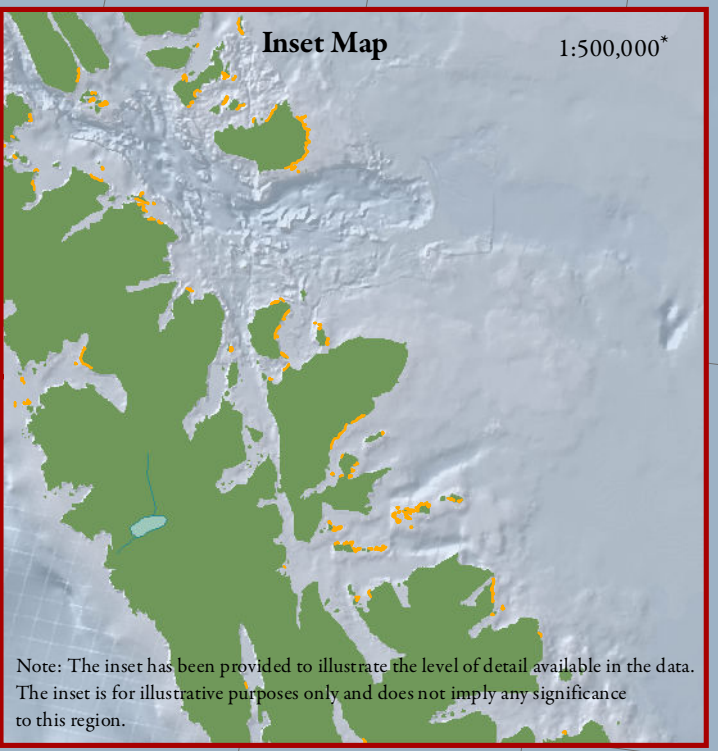 Inset Map
1:500,000*
Note: The inset has been provided to illustrate the level of detail available in the data.
The inset is for illustrative purposes only and does not imply any significance
to this region.